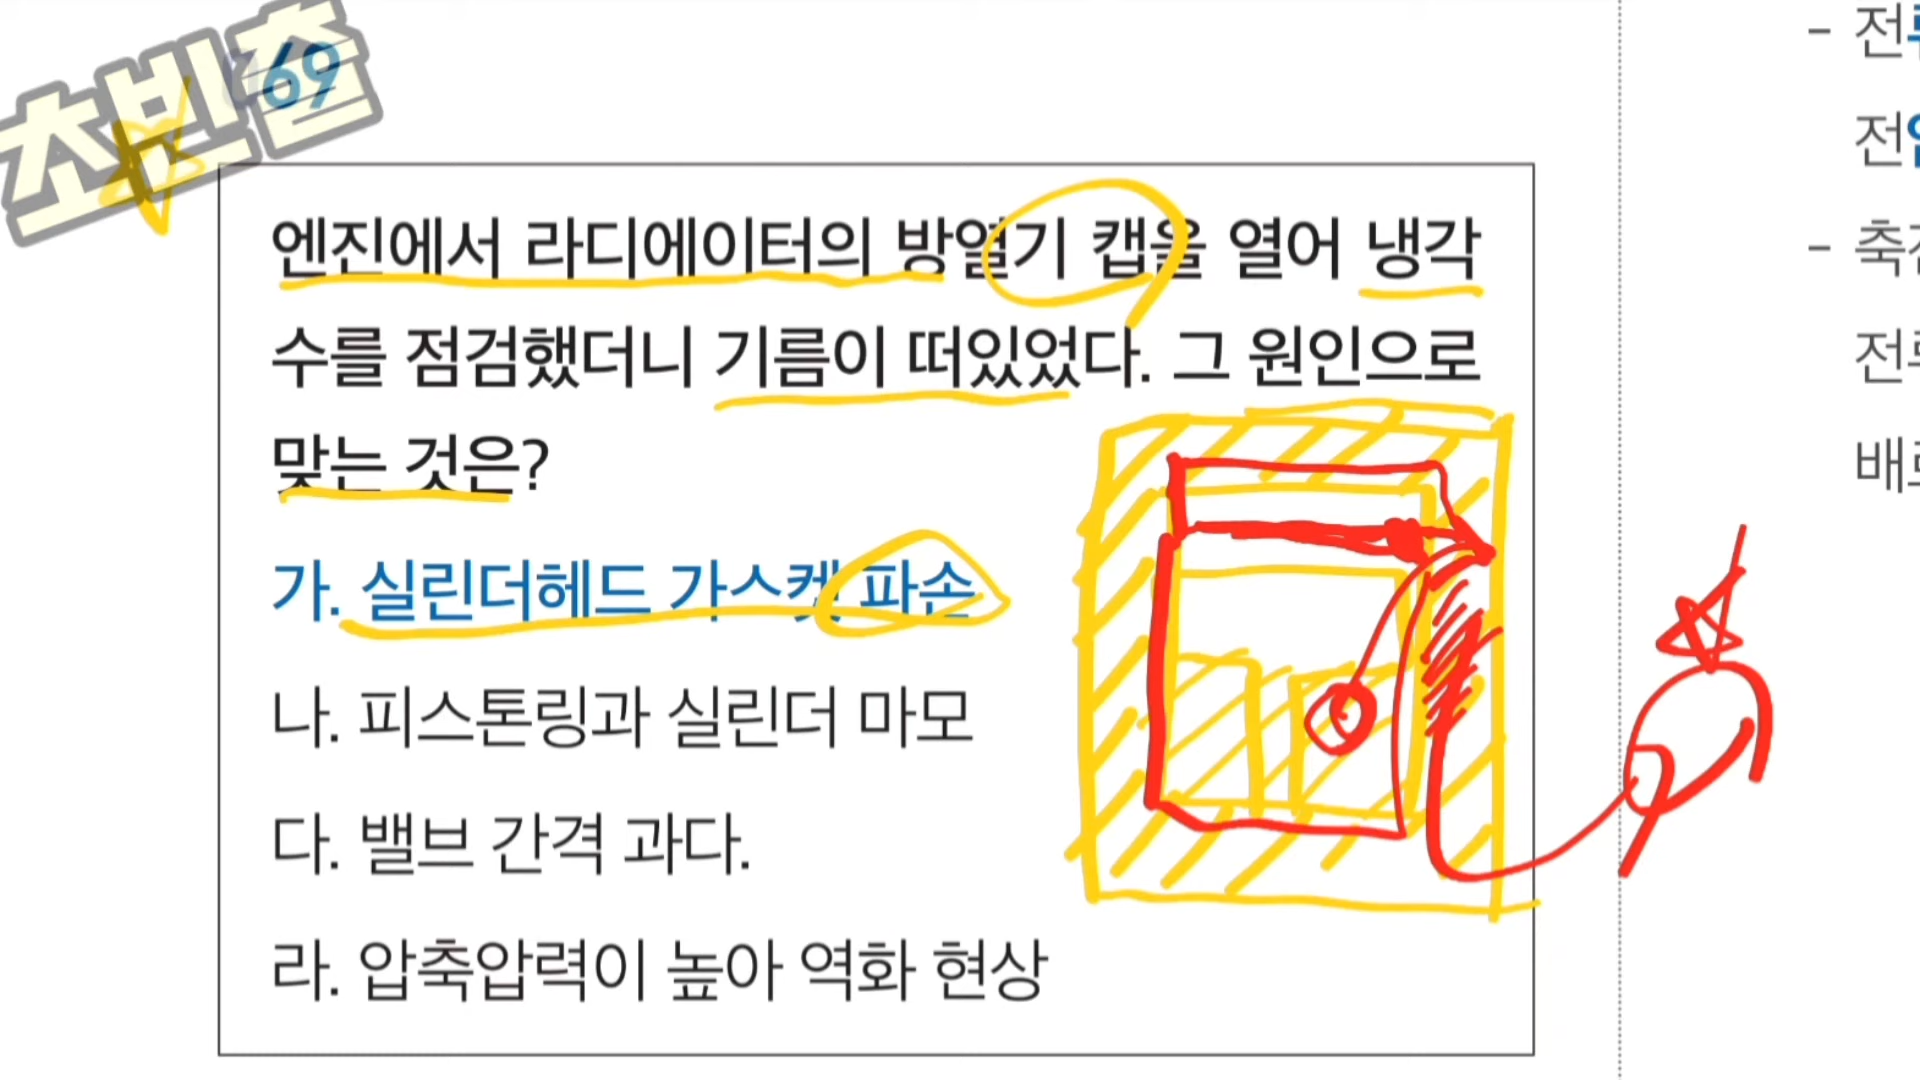 초빈출
69
엔진에서 라디에이터의 방열기 캡을 열어 냉각
수를 점검했더니 기름이 떠있었다. 그 원인으로
맞는 것은?
가. 실린더헤드 가스켓 파손
나. 피스톤링과 실린더 마모
다. 밸브 간격 과다.
라. 압축압력이 높아 역화 현상
- 전
전
-
전